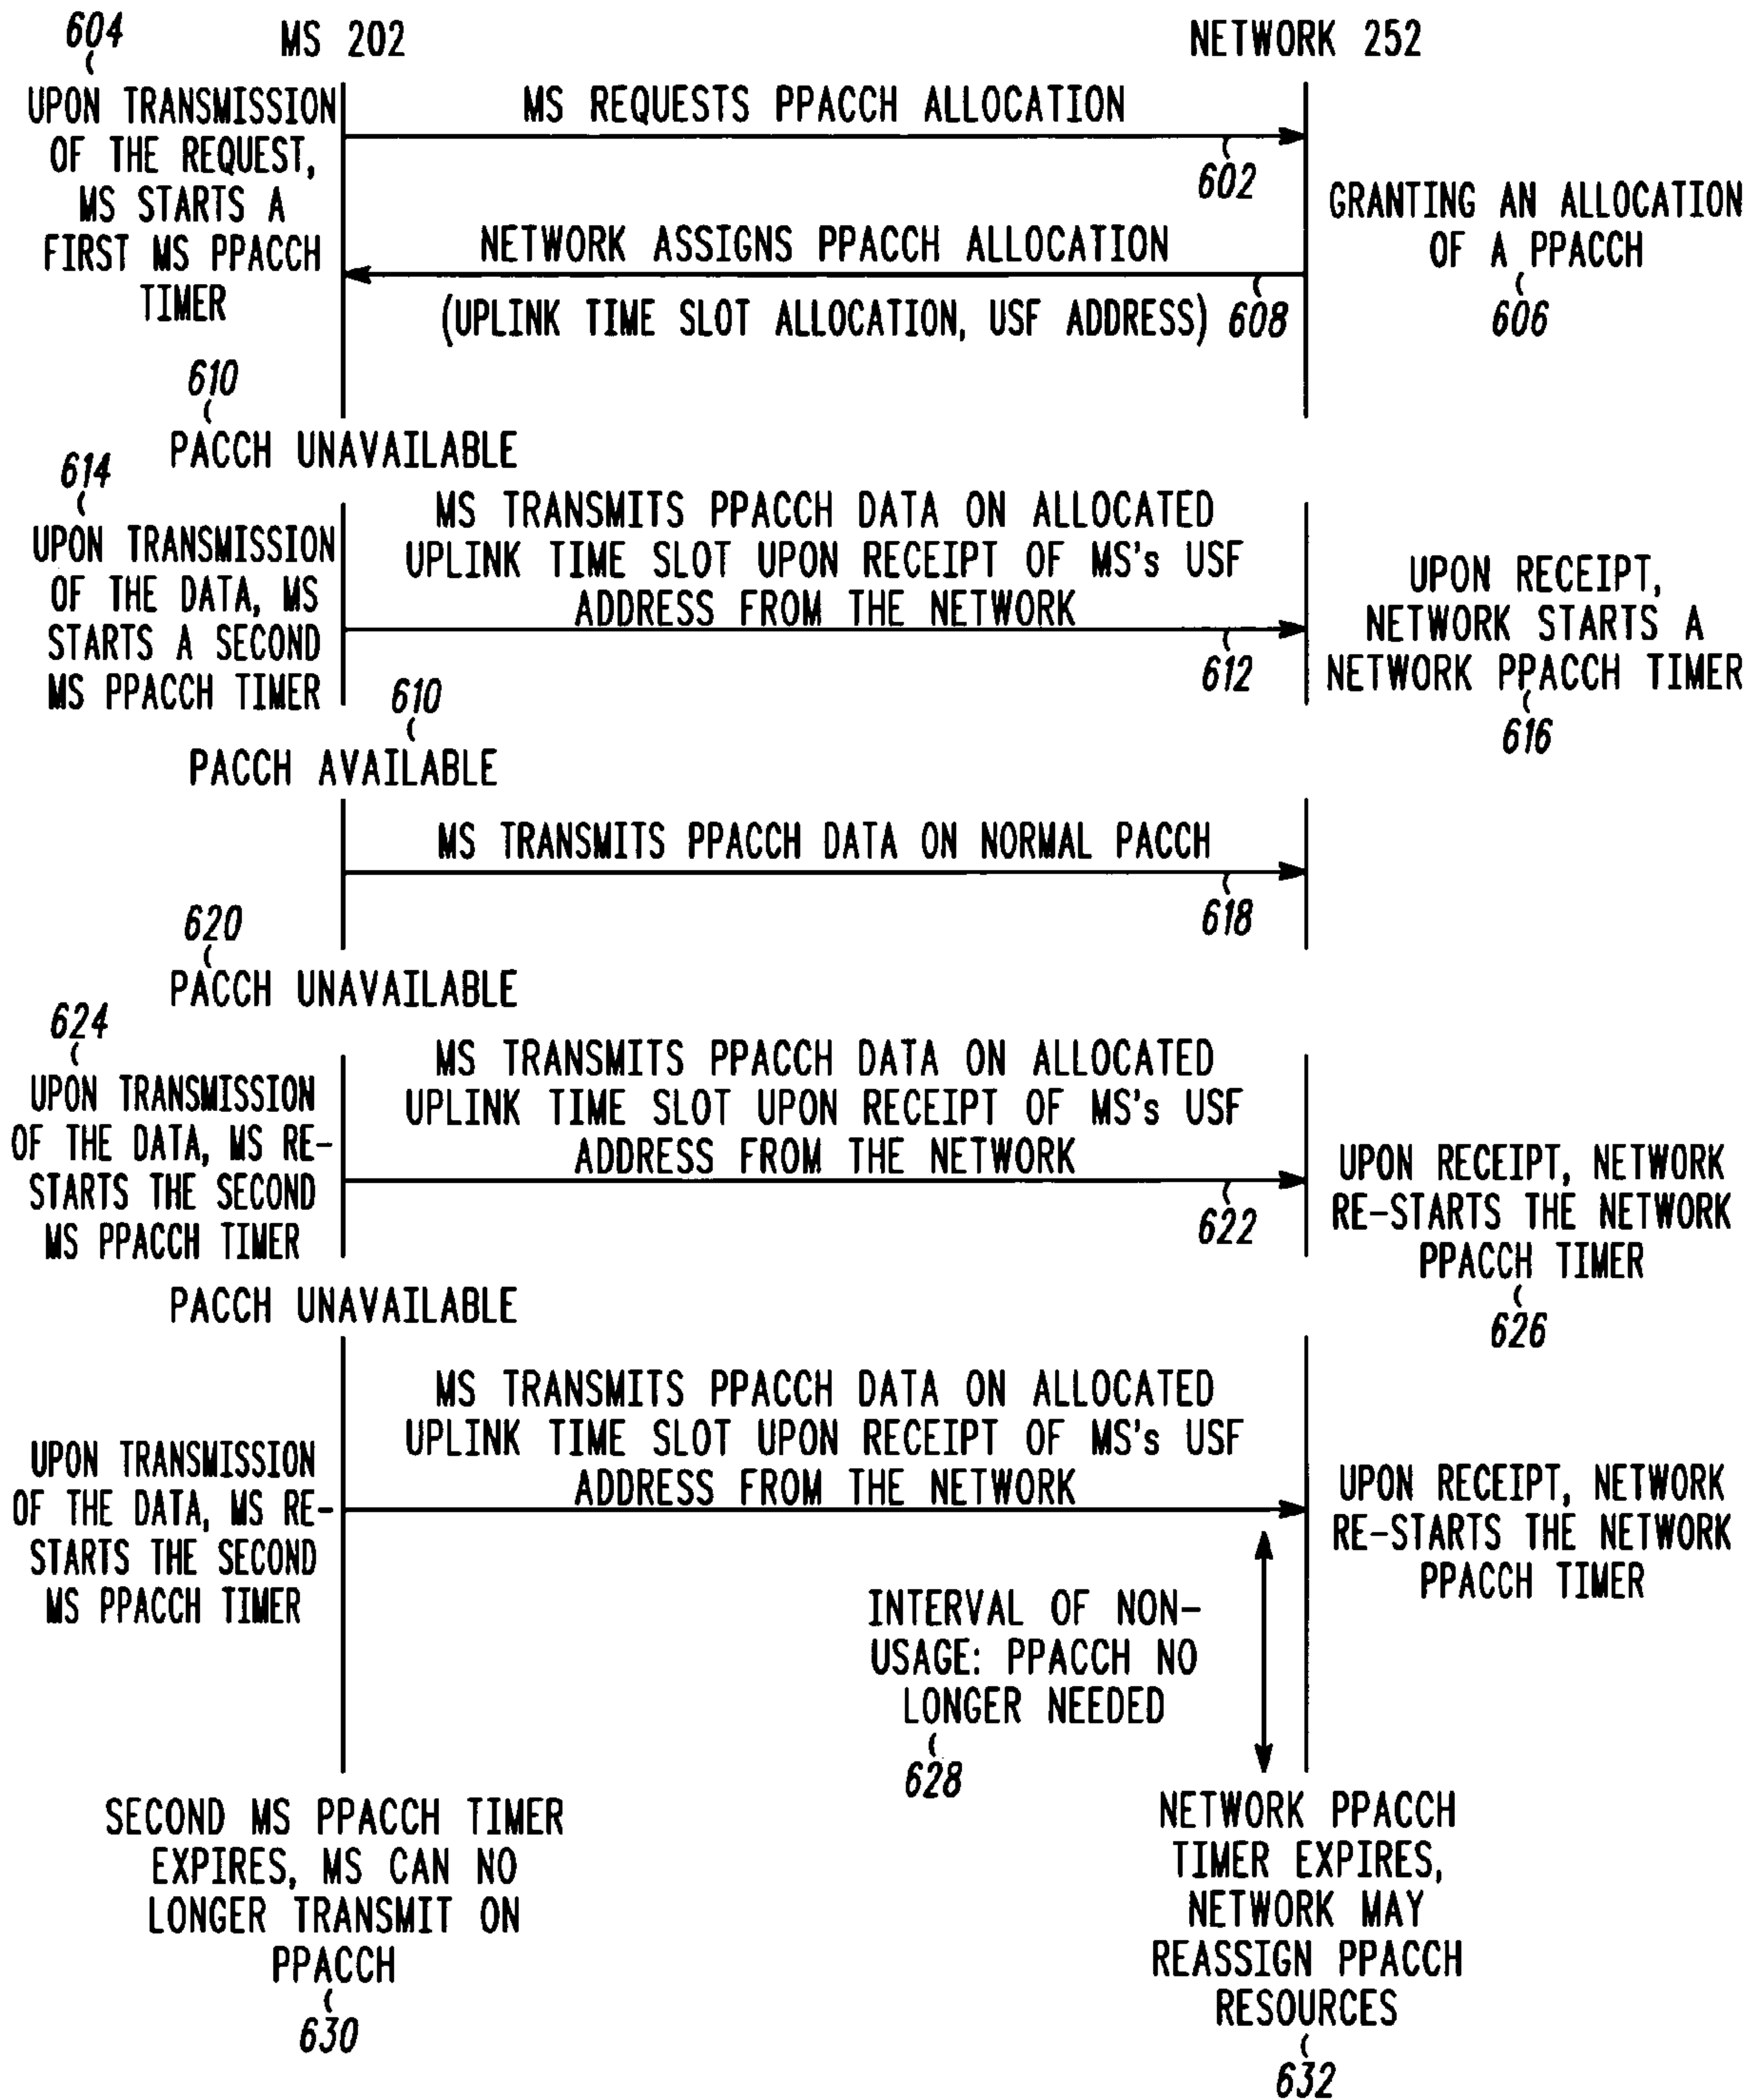 604
MS 202
NETWORK 252
UPON TRANSMISSION
OF THE REQUEST,
MS STARTS A
FIRST MS PPACCH
TIMER
MS REQUESTS PPACCH ALLOCATION
602
GRANTING AN ALLOCATION
OF A PPACCH
606
NETWORK ASSIGNS PPACCH ALLOCATION
(UPLINK TIME SLOT ALLOCATION, USF ADDRESS) 608
610
PACCH UNAVAILABLE
614
UPON TRANSMISSION
OF THE DATA, MS
STARTS A SECOND
MS PPACCH TIMER
MS TRANSMITS PPACCH DATA ON ALLOCATED
UPLINK TIME SLOT UPON RECEIPT OF MS's USF
ADDRESS FROM THE NETWORK
612
UPON RECEIPT,
NETWORK STARTS A
NETWORK PPACCH TIMER
616
610
PACCH AVAILABLE
MS TRANSMITS PPACCH DATA ON NORMAL PACCH
618
620
PACCH UNAVAILABLE
624
UPON TRANSMISSION
OF THE DATA, MS RE-
STARTS THE SECOND
MS PPACCH TIMER
MS TRANSMITS PPACCH DATA ON ALLOCATED
UPLINK TIME SLOT UPON RECEIPT OF MS's USF
ADDRESS FROM THE NETWORK
622
UPON RECEIPT, NETWORK
RE-STARTS THE NETWORK
PPACCH TIMER
626
PACCH UNAVAILABLE
UPON TRANSMISSION
OF THE DATA, MS RE-
STARTS THE SECOND
MS PPACCH TIMER
MS TRANSMITS PPACCH DATA ON ALLOCATED
UPLINK TIME SLOT UPON RECEIPT OF MS's USF
ADDRESS FROM THE NETWORK
UPON RECEIPT, NETWORK
RE-STARTS THE NETWORK
PPACCH TIMER
INTERVAL OF NON-
USAGE: PPACCH NO
LONGER NEEDED
628
SECOND MS PPACCH TIMER
EXPIRES, MS CAN NO
LONGER TRANSMIT ON
PPACCH
630
NETWORK PPACCH
TIMER EXPIRES,
NETWORK MAY
REASSIGN PPACCH
RESOURCES
632